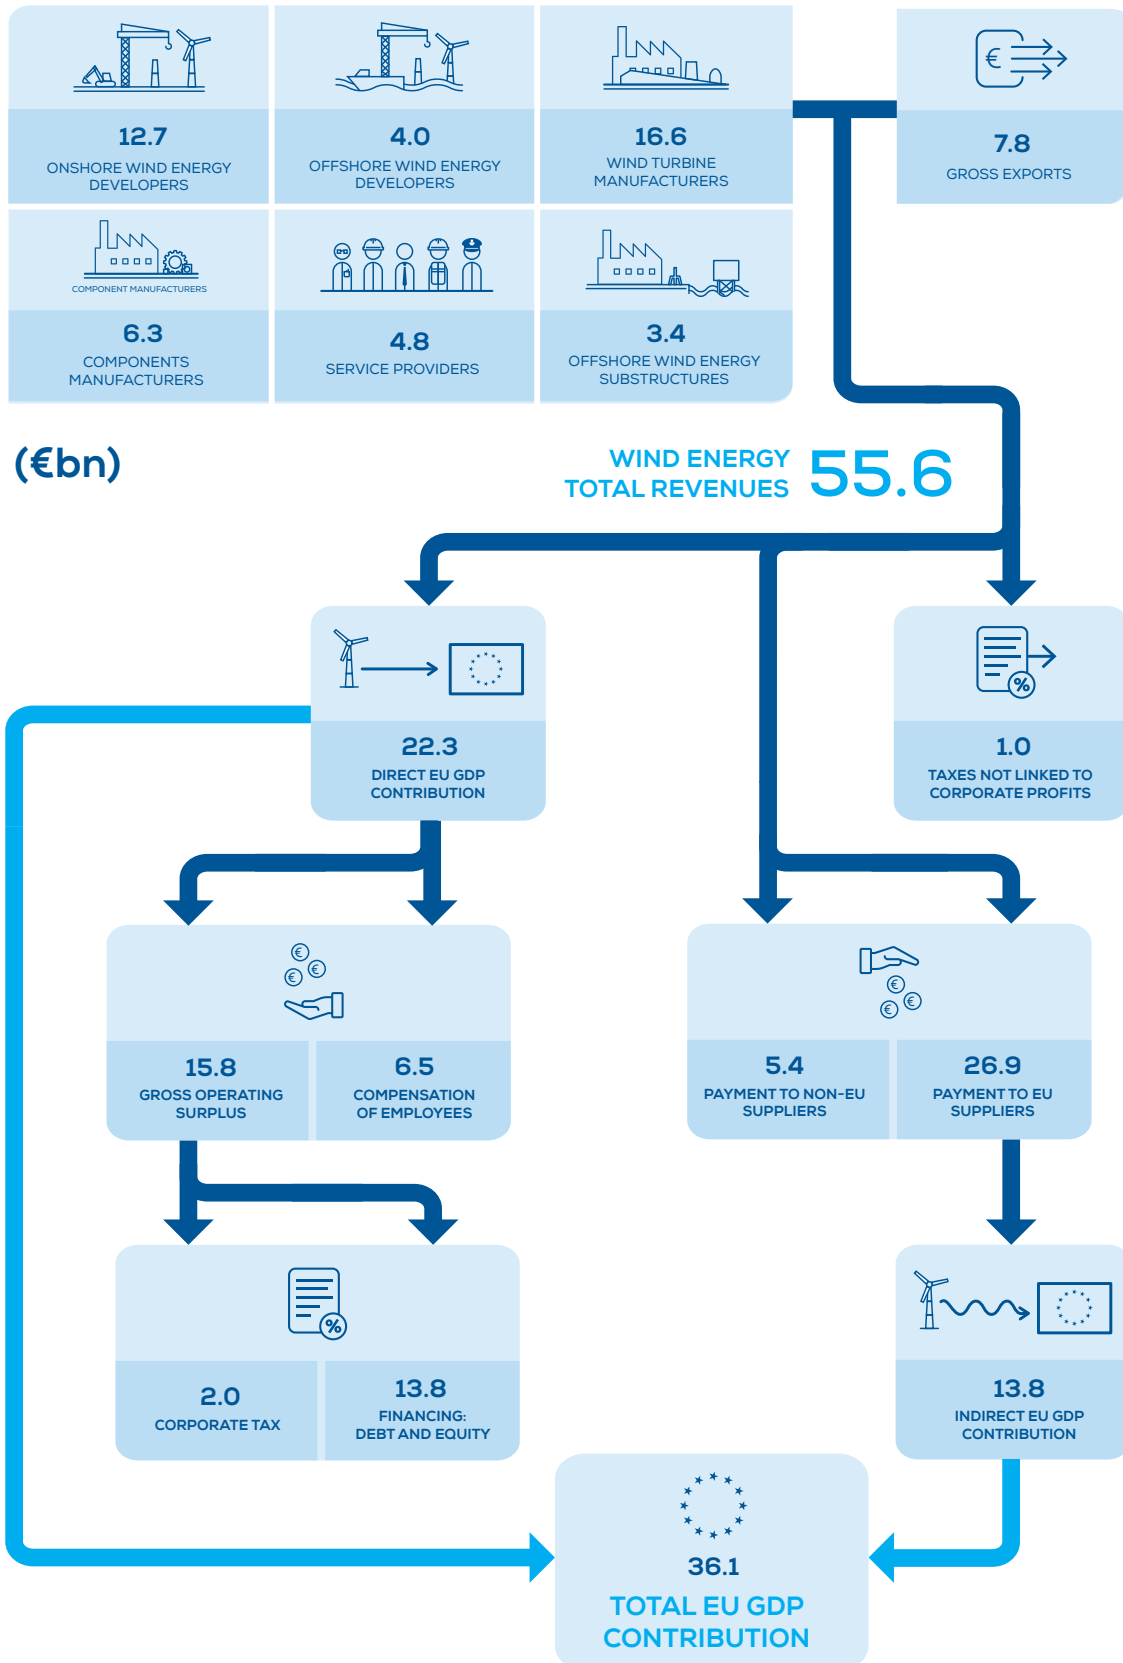 12.7
ONSHORE WIND ENERGY
DEVELOPERS
4.0
OFFSHORE WIND ENERGY
DEVELOPERS
16.6
WIND TURBINE
MANUFACTURERS
€
7.8
GROSS EXPORTS
COMPONENT MANUFACTURERS
6.3
COMPONENTS
MANUFACTURERS
4.8
SERVICE PROVIDERS
3.4
OFFSHORE WIND ENERGY
SUBSTRUCTURES
(€bn)
WIND ENERGY
TOTAL REVENUES
55.6
22.3
DIRECT EU GDP
CONTRIBUTION
%
1.0
TAXES NOT LINKED TO
CORPORATE PROFITS
€
€
€
15.8
GROSS OPERATING
SURPLUS
6.5
COMPENSATION
OF EMPLOYEES
€
€
€
5.4
PAYMENT TO NON-EU
SUPPLIERS
26.9
PAYMENT TO EU
SUPPLIERS
%
2.0
CORPORATE TAX
13.8
FINANCING:
DEBT AND EQUITY
13.8
INDIRECT EU GDP
CONTRIBUTION
36.1
TOTAL EU GDP
CONTRIBUTION